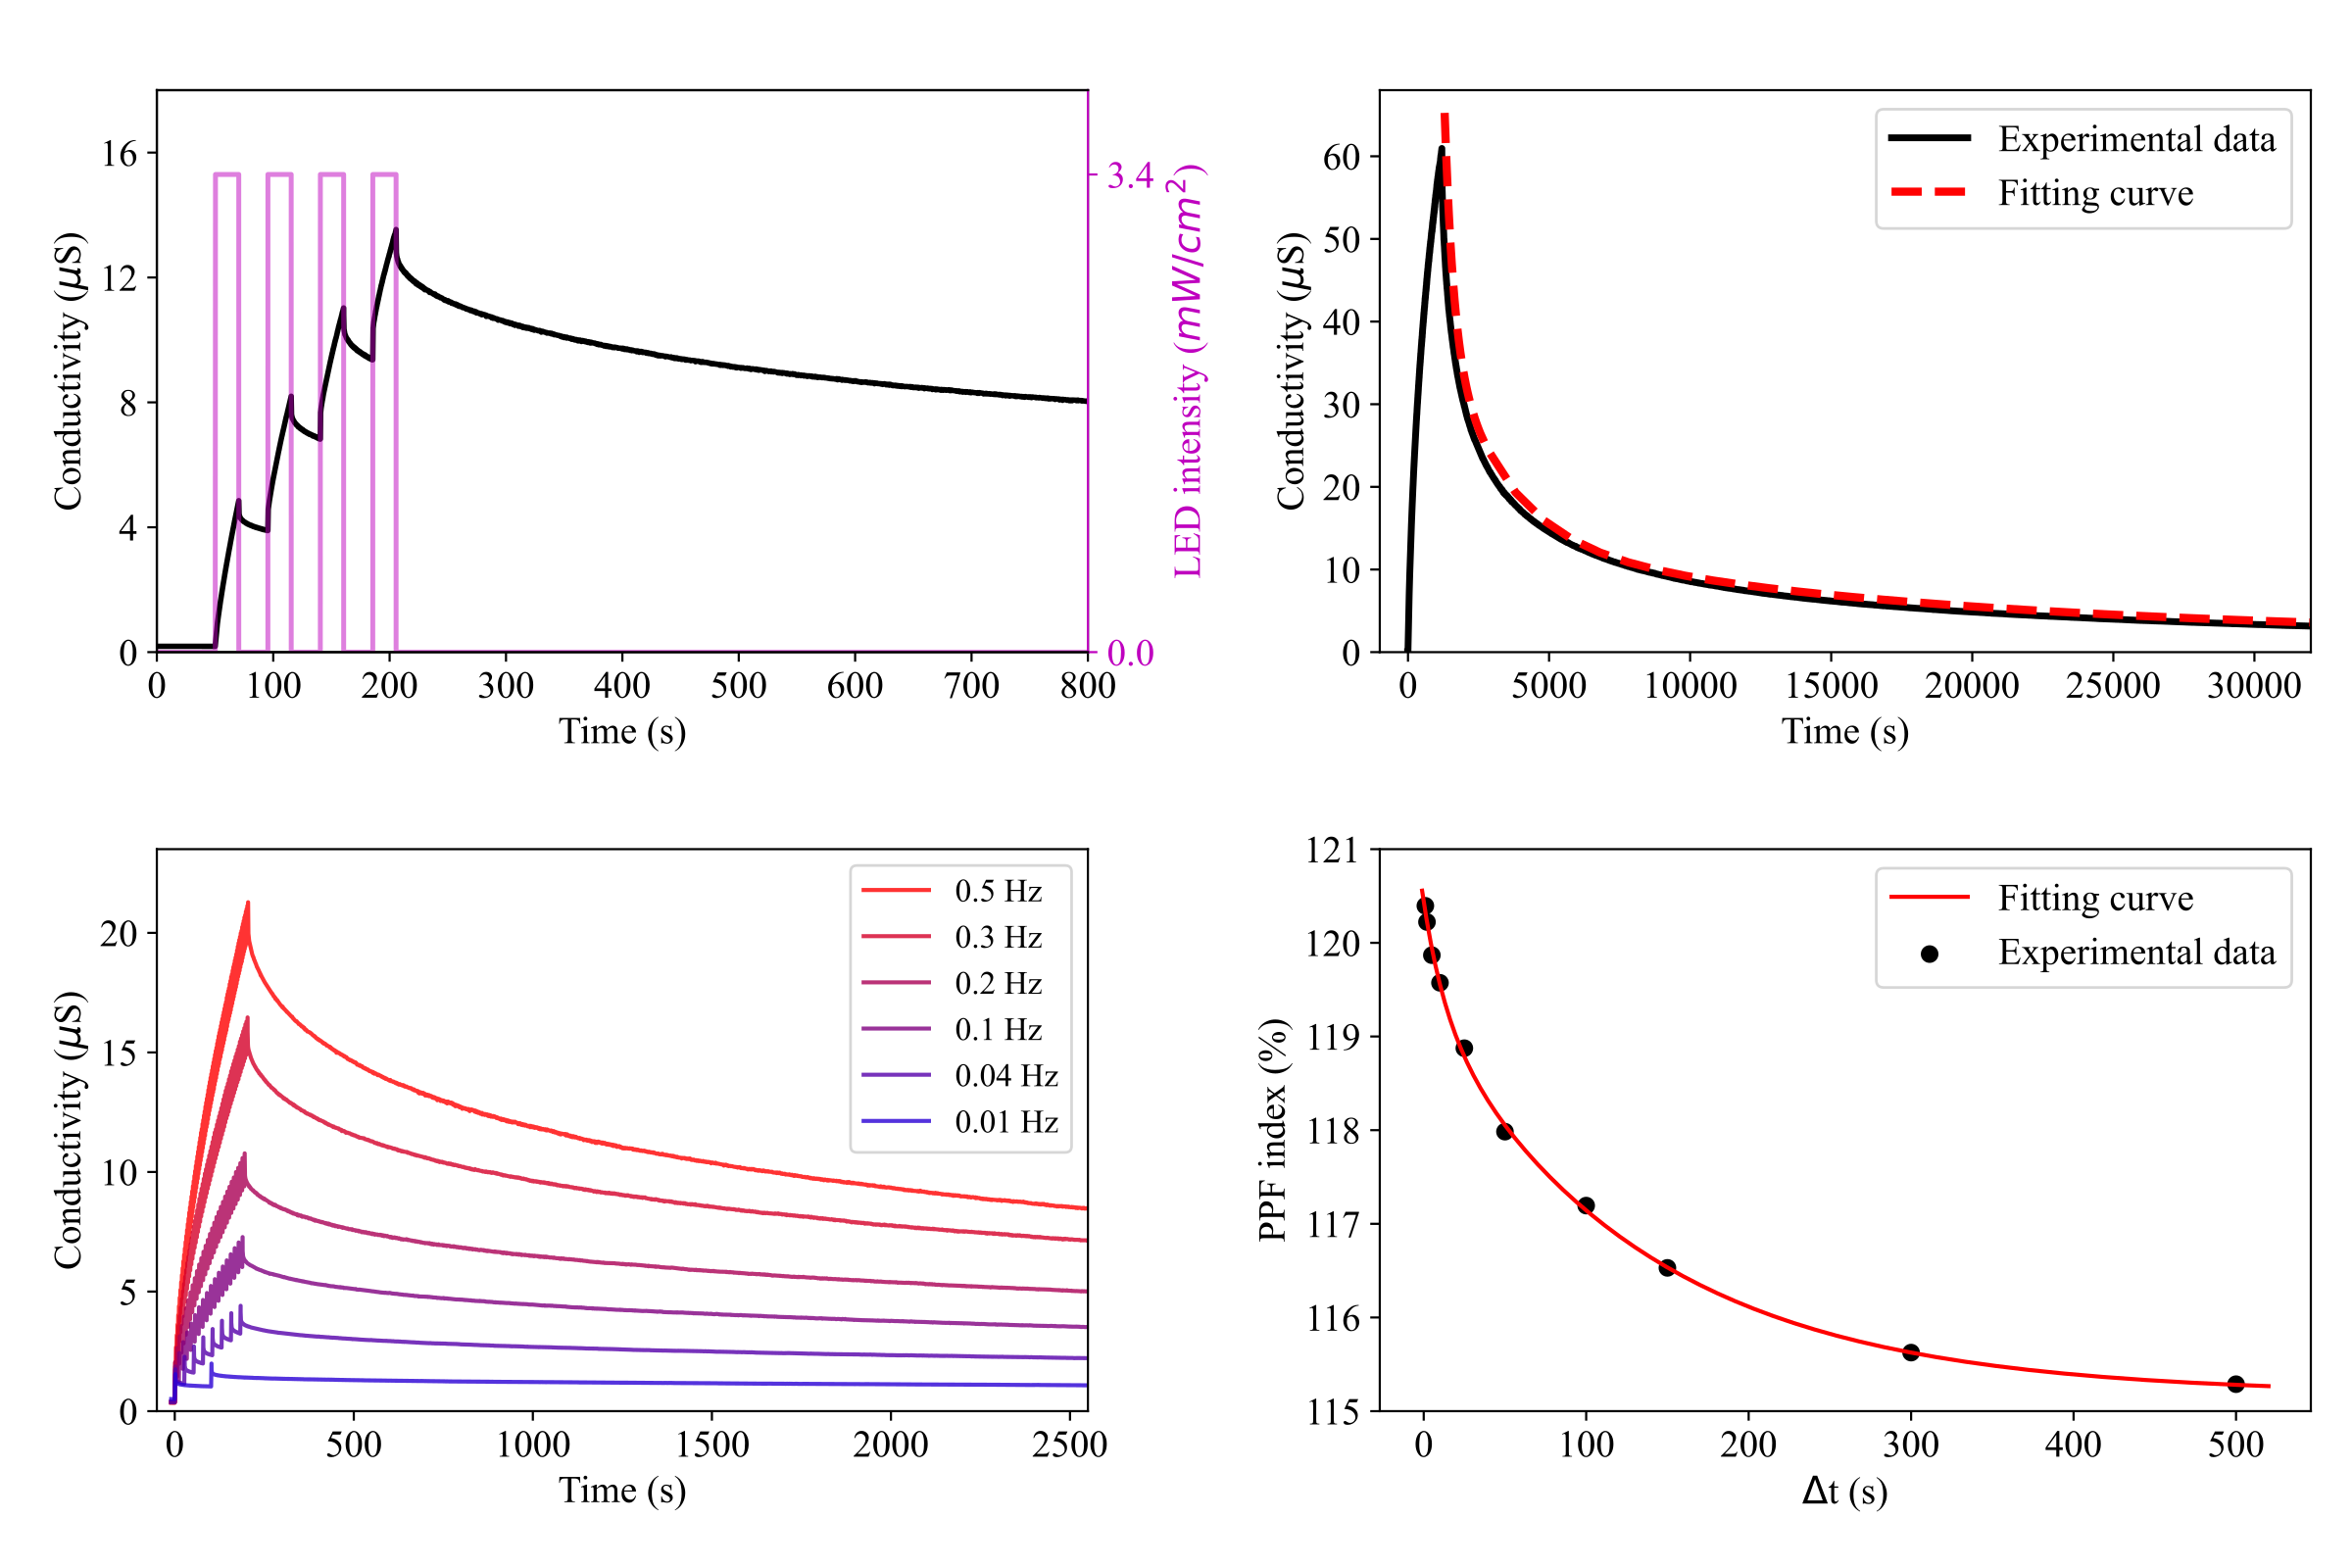 16
12
8
4
0
Conductivity (μS)
3.4
0.0
LED intensity (mW/cm²)
0 100 200 300 400 500 600 700 800
Time (s)
60
50
40
30
20
10
0
Conductivity (μS)
Experimental data
Fitting curve
0 5000 10000 15000 20000 25000 30000
Time (s)
20
15
10
5
0
Conductivity (μS)
0.5 Hz
0.3 Hz
0.2 Hz
0.1 Hz
0.04 Hz
0.01 Hz
0 500 1000 1500 2000 2500
Time (s)
121
120
119
118
117
116
115
PPF index (%)
Fitting curve
Experimental data
0 100 200 300 400 500
Δt (s)